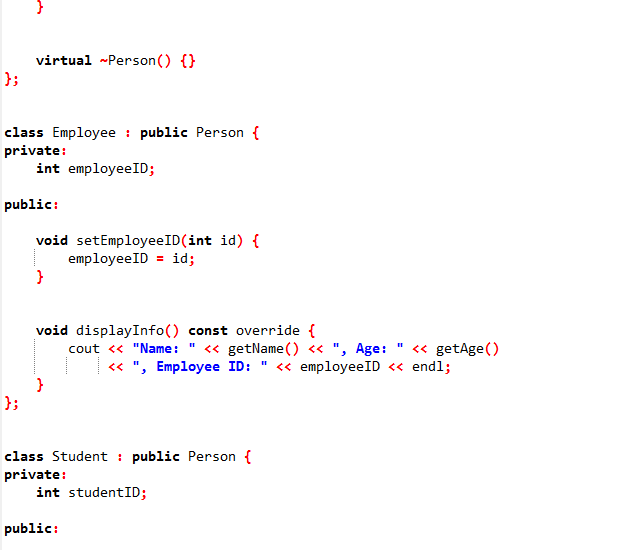 }
    virtual ~Person() {}
};
class Employee : public Person {
private:
    int employeeID;
public:
    void setEmployeeID(int id) {
        employeeID = id;
    }
    void displayInfo() const override {
        cout << "Name: " << getName() << ", Age: " << getAge()
             << ", Employee ID: " << employeeID << endl;
    }
};
class Student : public Person {
private:
    int studentID;
public: